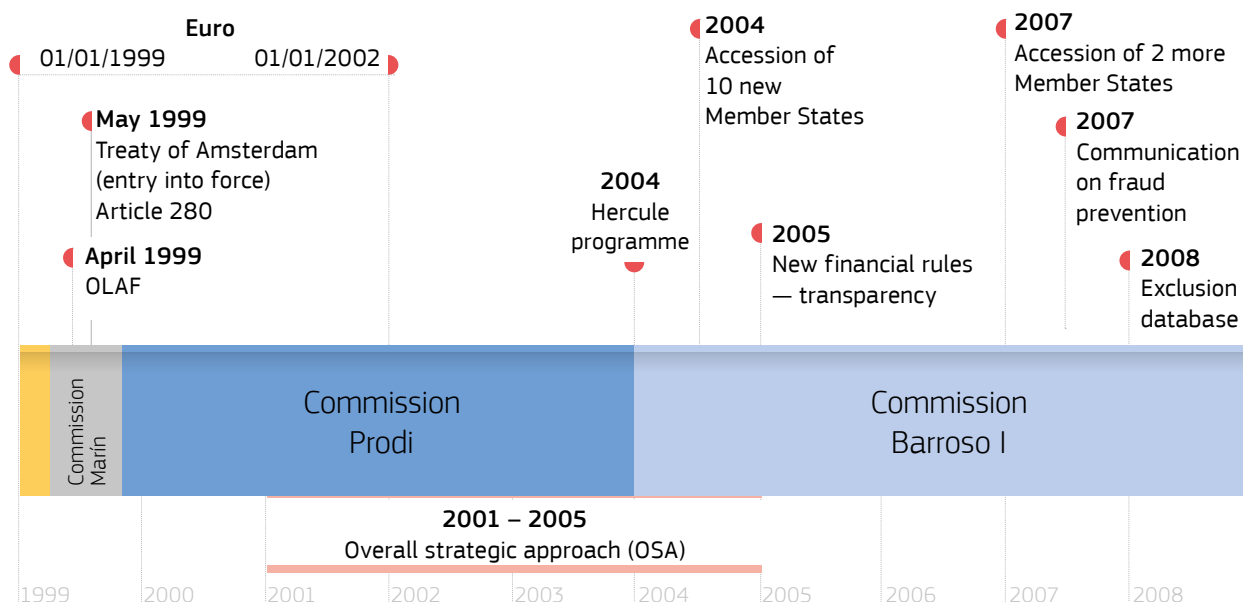 Euro
01/01/1999
01/01/2002
May 1999
Treaty of Amsterdam
(entry into force)
Article 280
April 1999
OLAF
2004
Hercule
programme
2004
Accession of
10 new
Member States
2005
New financial rules
— transparency
2007
Accession of 2 more
Member States
2007
Communication
on fraud
prevention
2008
Exclusion
database
Commission
Marín
Commission
Prodi
Commission
Barroso I
2001 – 2005
Overall strategic approach (OSA)
1999
2000
2001
2002
2003
2004
2005
2006
2007
2008